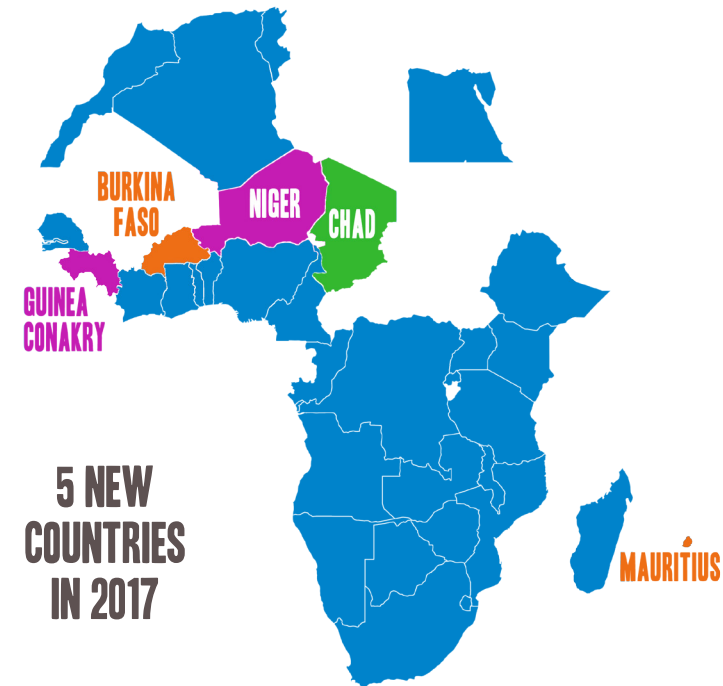 BURKINA
FASO
NIGER
CHAD
GUINEA
CONAKRY
5 NEW
COUNTRIES
IN 2017
MAURITIUS